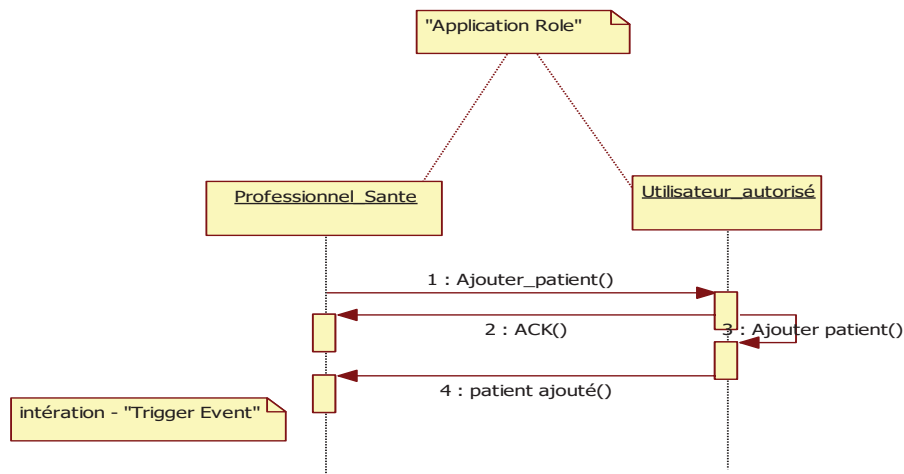 "Application Role"
Professionnel_Sante
Utilisateur_autorisé
1 : Ajouter_patient()
2 : ACK()
3 : Ajouter patient()
4 : patient ajouté()
intération - "Trigger Event"